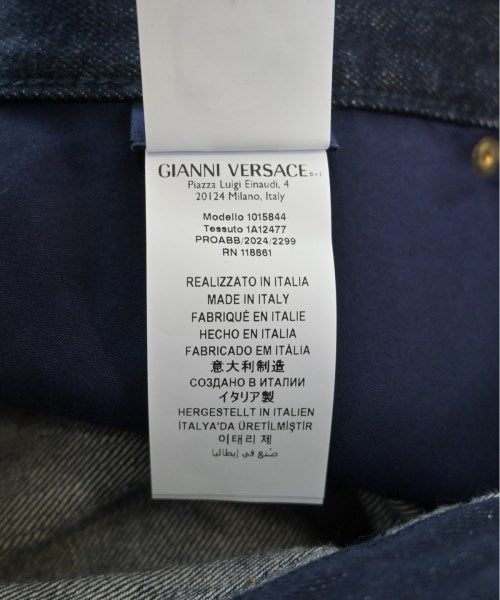 GIANNI VERSACE S.r.l.
Piazza Luigi Einaudi, 4
20124 Milano, Italy
Modello 1015844
Tessuto 1A12477
PROABB/2024/2299
RN 118861
REALIZZATO IN ITALIA
MADE IN ITALY
FABRIQUÉ EN ITALIE
HECHO EN ITALIA
FABRICADO EM ITÁLIA
意大利制造
СОЗДАНО В ИТАЛИИ
イタリア製
HERGESTELLT IN ITALIEN
İTALYA'DA ÜRETİLMİŞTİR
이태리 제
صنع في إيطاليا